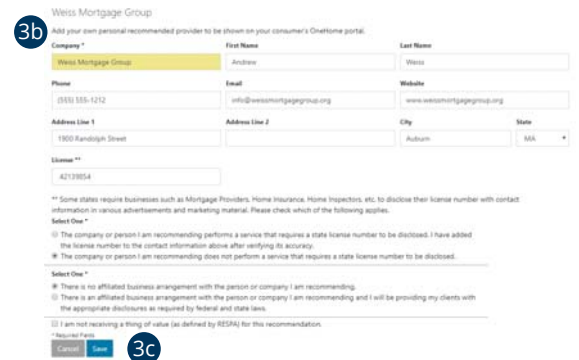 Weiss Mortgage Group
3b
Add your own personal recommended provider to be shown on your consumer's OneHome portal.
Company * First Name Last Name
Weiss Mortgage Group Andrew Weiss
Phone Email Website
(555) 555-1212 info@weissmortgagegroup.org www.weissmortgagegroup.org
Address Line 1 Address Line 2 City State
1900 Randolph Street Auburn MA
License **
42139854
** Some states require businesses such as Mortgage Providers, Home Insurance, Home Inspectors, etc. to disclose their license number with contact
information in various advertisements and marketing material. Please check which of the following applies.
Select One *
The company or person I am recommending performs a service that requires a state license number to be disclosed. I have added
the license number to the contact information above after verifying its accuracy.
The company or person I am recommending does not perform a service that requires a state license number to be disclosed.
Select One *
There is no affiliated business arrangement with the person or company I am recommending.
There is an affiliated business arrangement with the person or company I am recommending and I will be providing my clients with
the appropriate disclosures as required by federal and state laws.
I am not receiving a thing of value (as defined by RESPA) for this recommendation.
* Required Fields
Cancel Save 3c